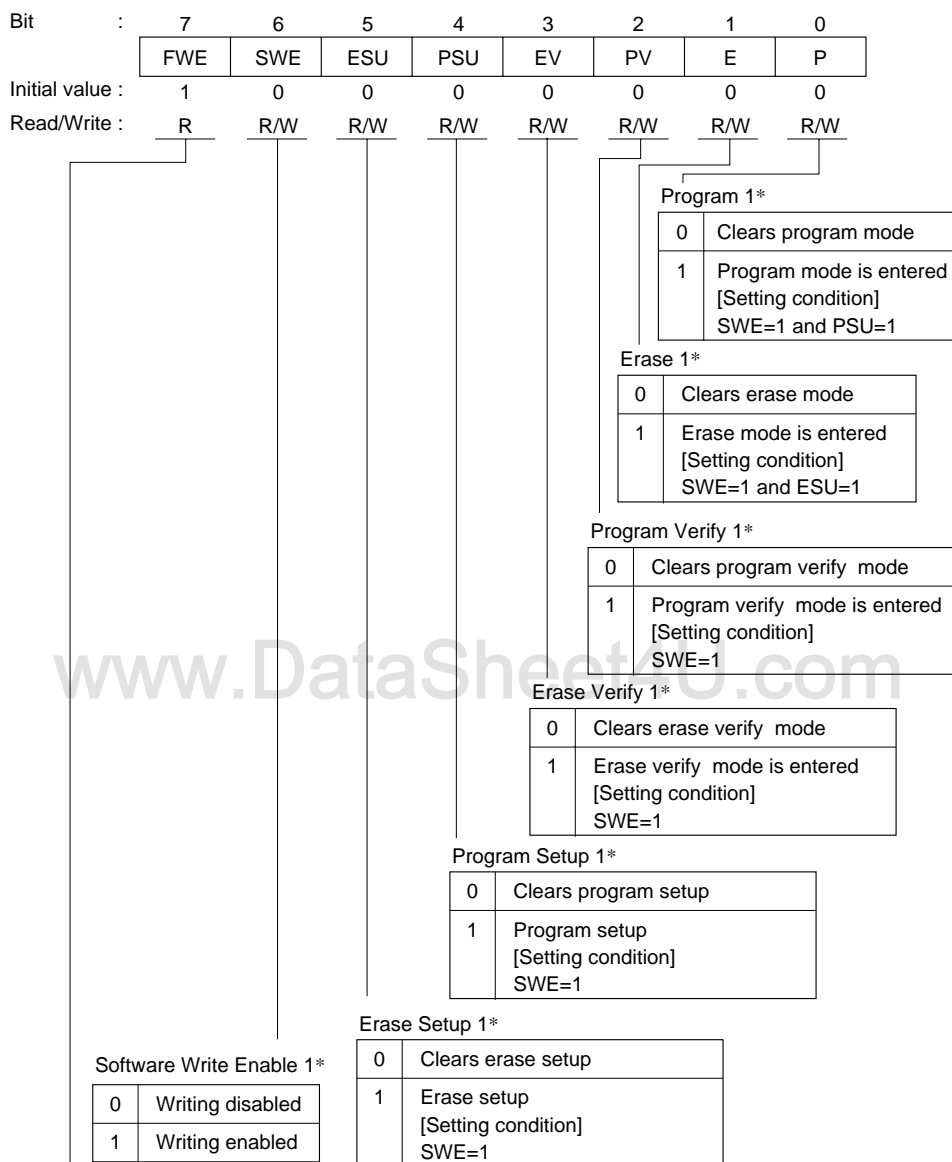 Bit : 7 6 5 4 3 2 1 0
FWE SWE ESU PSU EV PV E P
Initial value : 1 0 0 0 0 0 0 0
Read/Write : R R/W R/W R/W R/W R/W R/W R/W
Program 1*
0 Clears program mode
1 Program mode is entered
[Setting condition]
SWE=1 and PSU=1
Erase 1*
0 Clears erase mode
1 Erase mode is entered
[Setting condition]
SWE=1 and ESU=1
Program Verify 1*
0 Clears program verify mode
1 Program verify mode is entered
[Setting condition]
SWE=1
www.DataSheet4U.com
Erase Verify 1*
0 Clears erase verify mode
1 Erase verify mode is entered
[Setting condition]
SWE=1
Program Setup 1*
0 Clears program setup
1 Program setup
[Setting condition]
SWE=1
Erase Setup 1*
0 Clears erase setup
1 Erase setup
[Setting condition]
SWE=1
Software Write Enable 1*
0 Writing disabled
1 Writing enabled